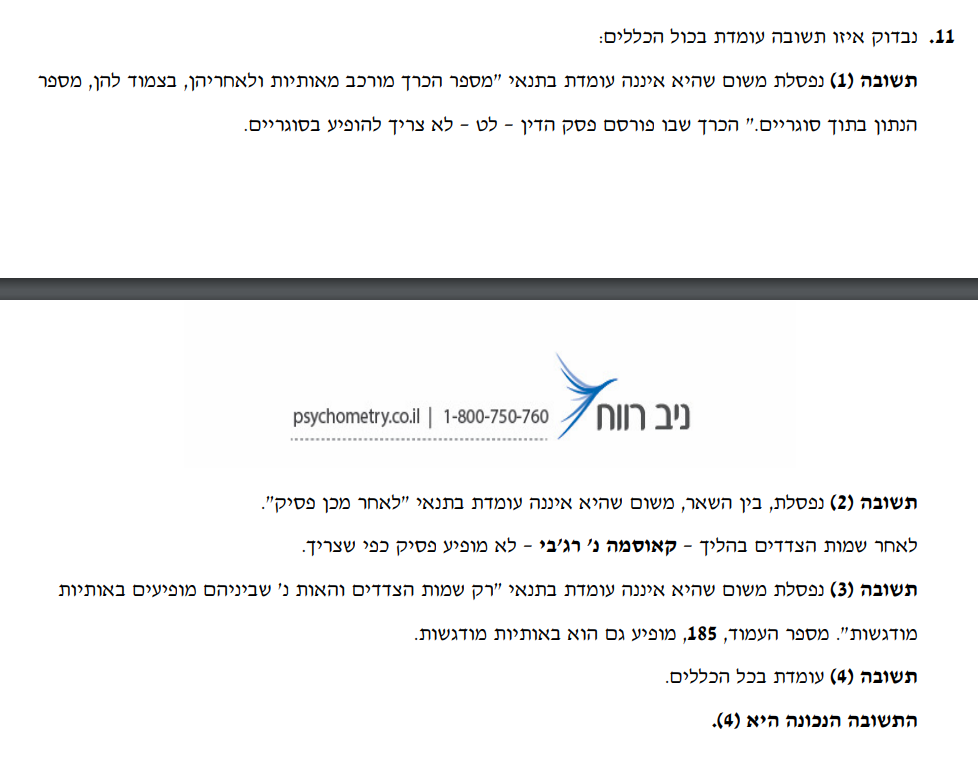 11. נבדוק איזו תשובה עומדת בכול הכללים:
תשובה (1) נפסלת משום שהיא איננה עומדת בתנאי "מספר הכרך מורכב מאותיות ולאחריהן, בצמוד להן, מספר
הנתון בתוך סוגריים." הכרך שבו פורסם פסק הדין – לט – לא צריך להופיע בסוגריים.
ניב רווח
psychometry.co.il | 1-800-750-760
תשובה (2) נפסלת, בין השאר, משום שהיא איננה עומדת בתנאי "לאחר מכן פסיק".
לאחר שמות הצדדים בהליך – קאוסמה נ' רג'בי – לא מופיע פסיק כפי שצריך.
תשובה (3) נפסלת משום שהיא איננה עומדת בתנאי "רק שמות הצדדים והאות נ' שביניהם מופיעים באותיות
מודגשות". מספר העמוד, 185, מופיע גם הוא באותיות מודגשות.
תשובה (4) עומדת בכל הכללים.
התשובה הנכונה היא (4).